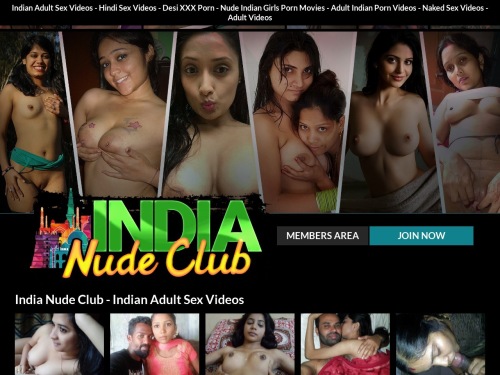 Indian Adult Sex Videos - Hindi Sex Videos - Desi XXX Porn - Nude Indian Girls Porn Movies - Adult Indian Porn Videos - Naked Sex Videos -
Adult Videos
INDIA
Nude Club
MEMBERS AREA
JOIN NOW
India Nude Club - Indian Adult Sex Videos